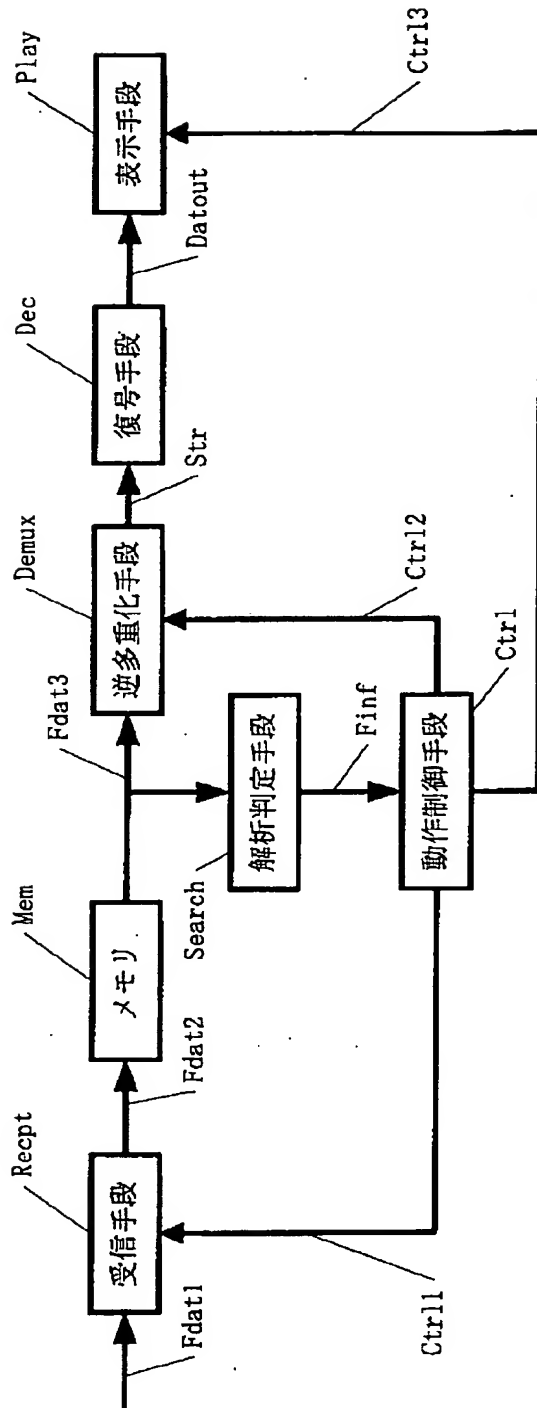 Fdat1
Recpt
受信手段
Fdat2
Mem
メモリ
Fdat3
Demux
逆多重化手段
Str
Dec
復号手段
Datout
Play
表示手段
Search
解析判定手段
Finf
動作制御手段
Ctrl
Ctrl1
Ctrl2
Ctrl3